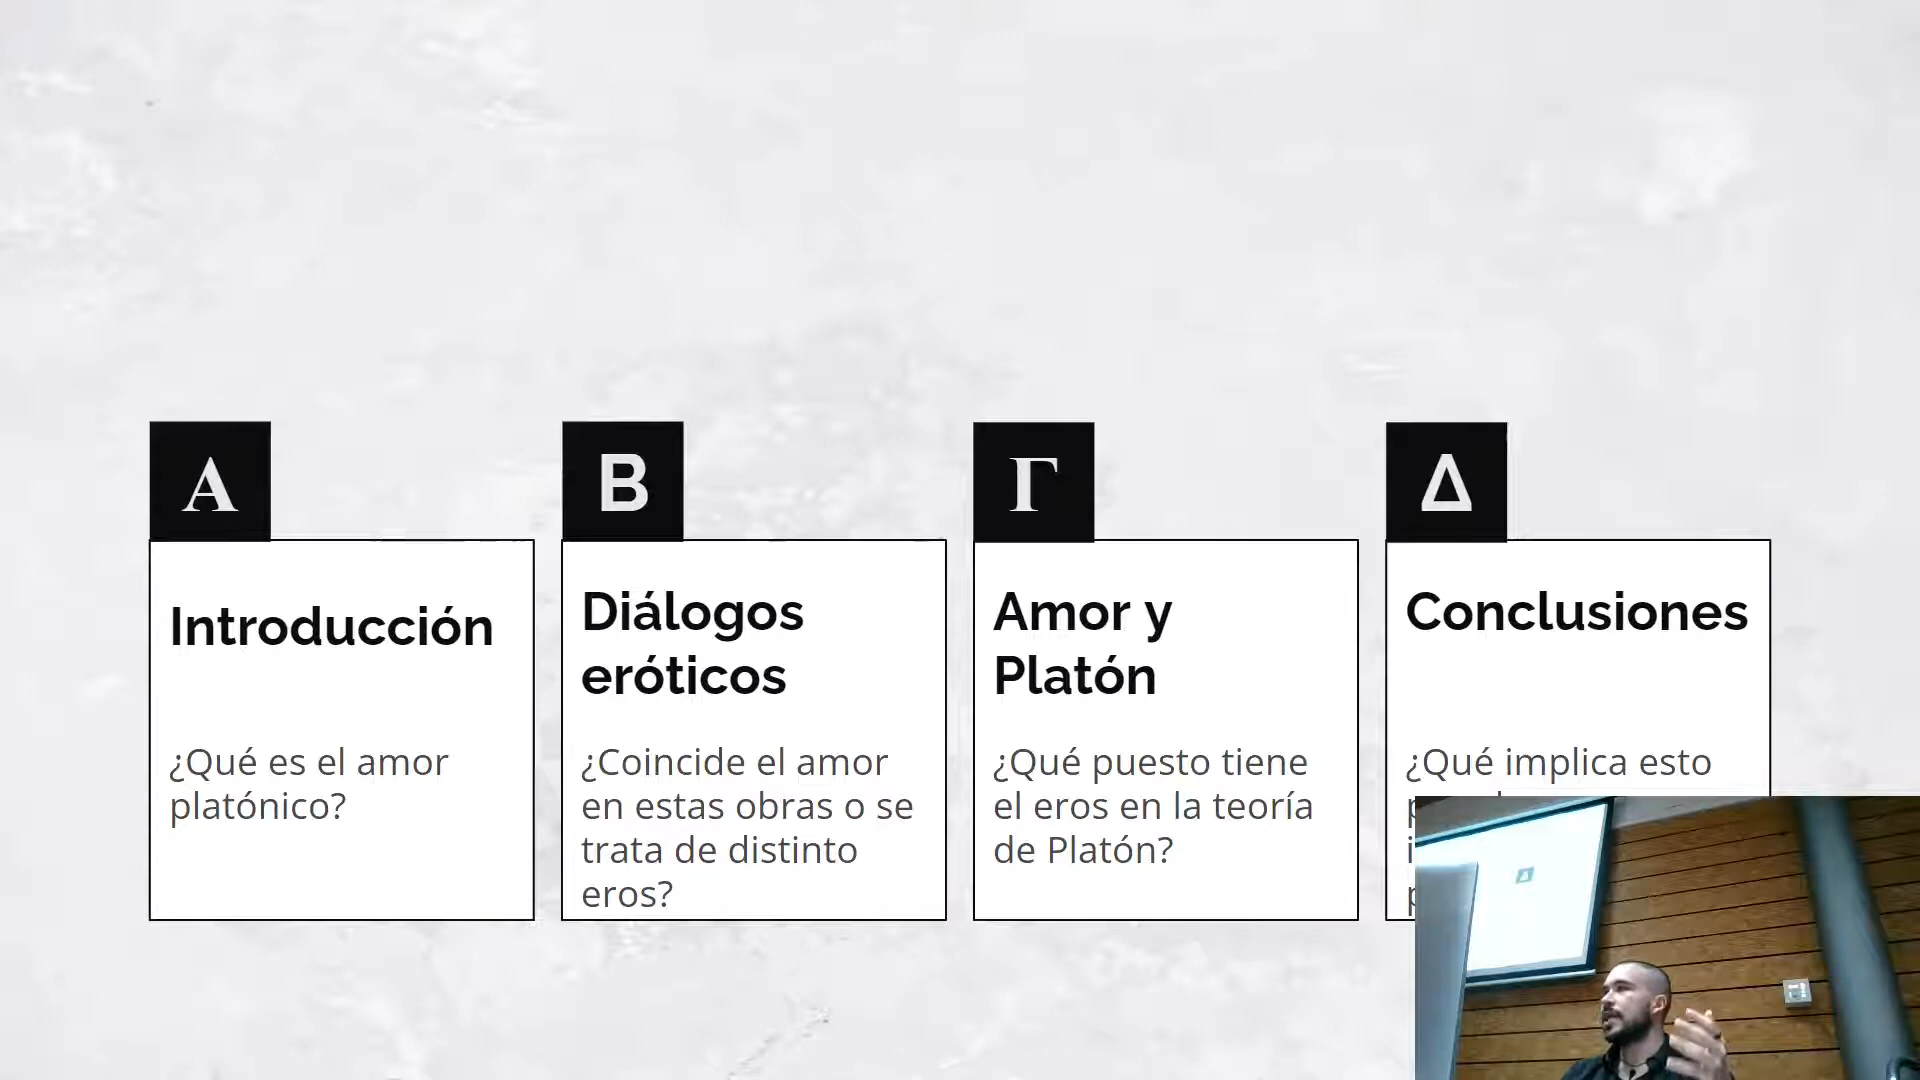 Α
Introducción
¿Qué es el amor
platónico?
Β
Diálogos
eróticos
¿Coincide el amor
en estas obras o se
trata de distinto
eros?
Γ
Amor y
Platón
¿Qué puesto tiene
el eros en la teoría
de Platón?
Δ
Conclusiones
¿Qué implica esto